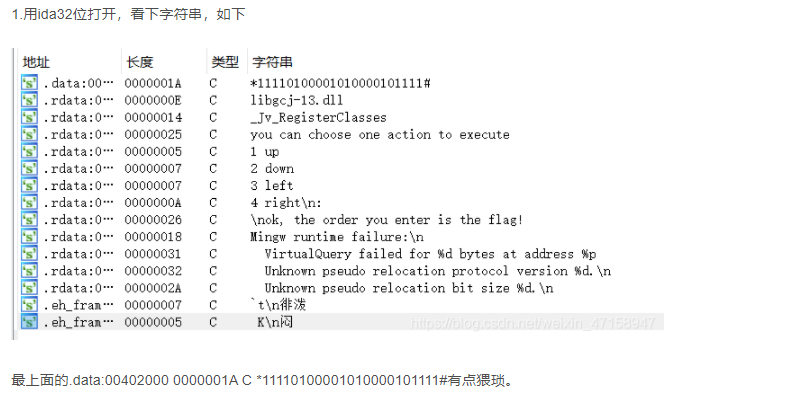 1.用ida32位打开，看下字符串，如下
地址 长度 类型 字符串
.data:00… 0000001A C *11110100001010000101111#
.rdata:0… 0000000E C libgcj-13.dll
.rdata:0… 00000014 C _Jv_RegisterClasses
.rdata:0… 00000025 C you can choose one action to execute
.rdata:0… 00000005 C 1 up
.rdata:0… 00000007 C 2 down
.rdata:0… 00000007 C 3 left
.rdata:0… 0000000A C 4 right\n:
.rdata:0… 00000026 C \nok, the order you enter is the flag!
.rdata:0… 00000018 C Mingw runtime failure:\n
.rdata:0… 00000031 C VirtualQuery failed for %d bytes at address %p
.rdata:0… 00000032 C Unknown pseudo relocation protocol version %d.\n
.rdata:0… 0000002A C Unknown pseudo relocation bit size %d.\n
.eh_fram… 00000007 C `t\n徘泼
.eh_fram… 00000005 C K\n闷
https://blog.csdn.net/weixin_47158947
最上面的.data:00402000 0000001A C *11110100001010000101111#有点猥琐。